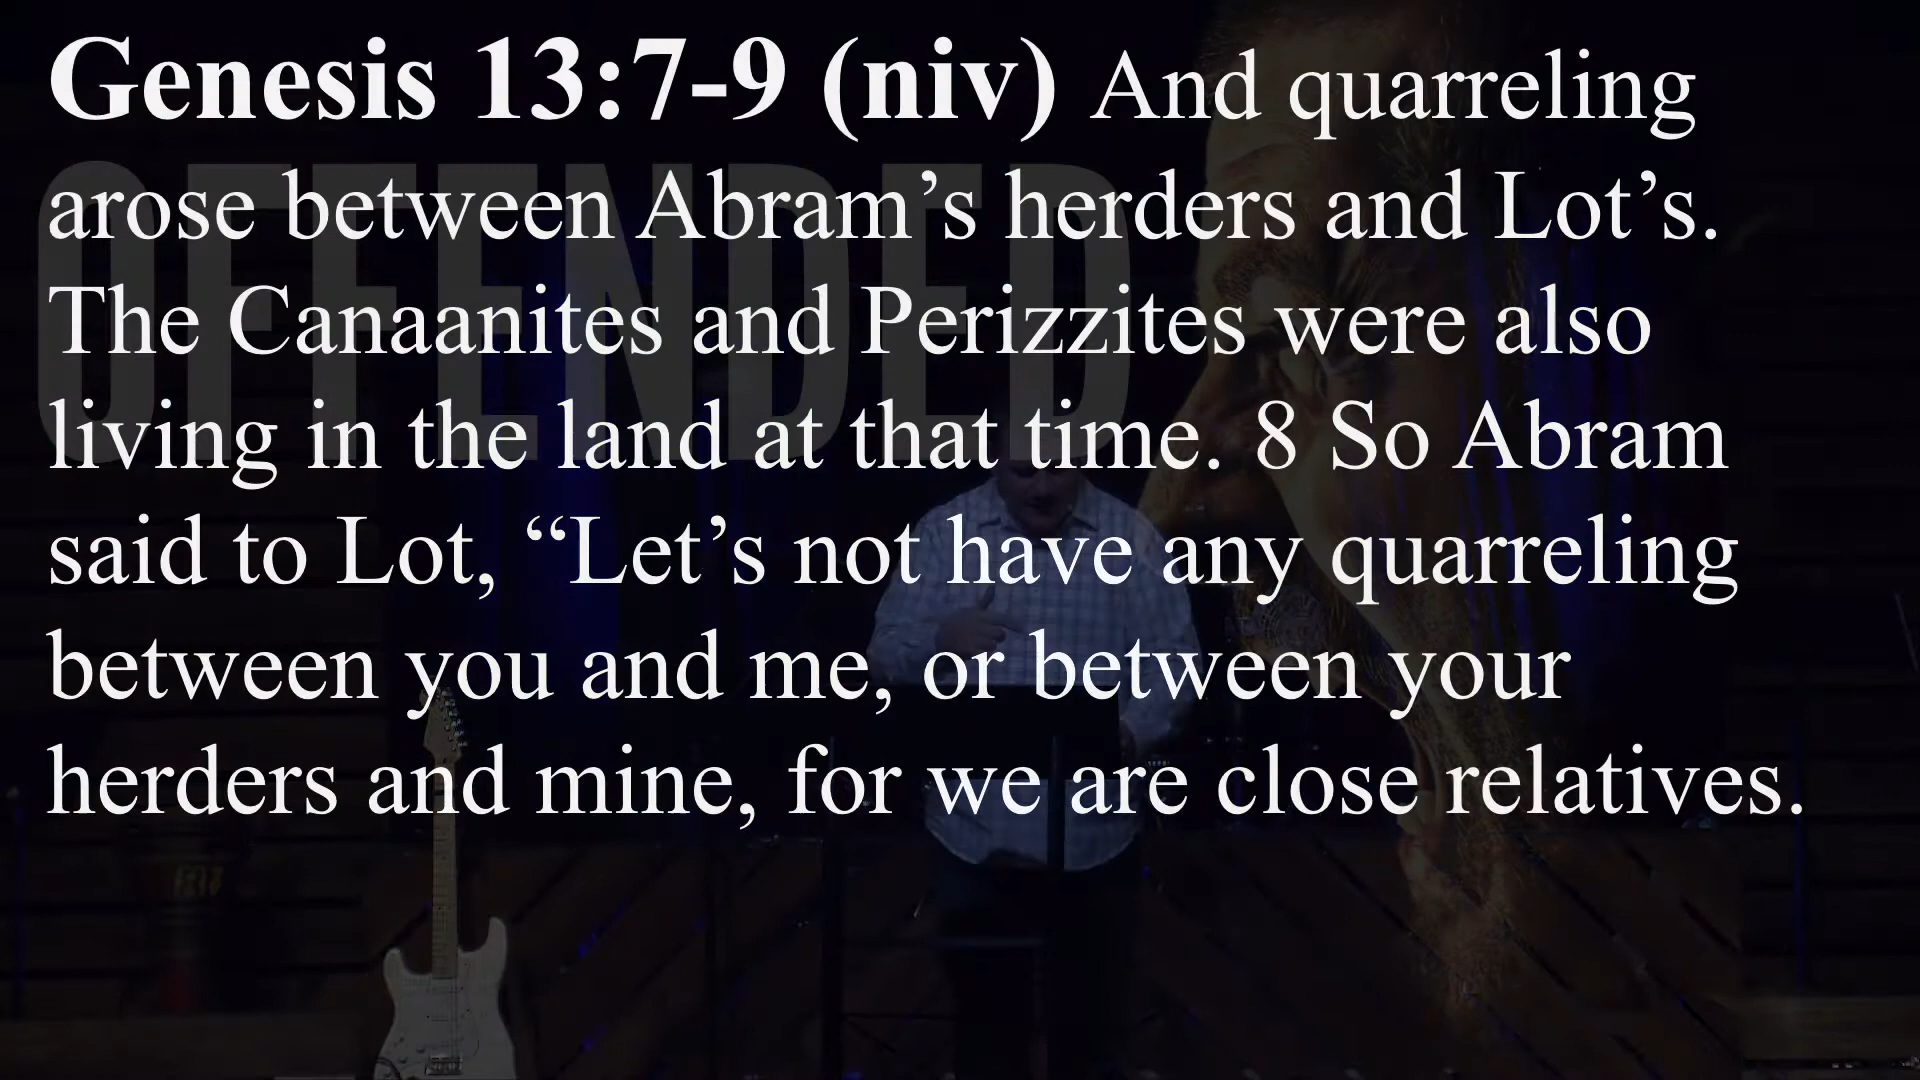 Genesis 13:7-9 (niv) And quarreling
arose between Abram’s herders and Lot’s.
The Canaanites and Perizzites were also
living in the land at that time. 8 So Abram
said to Lot, “Let’s not have any quarreling
between you and me, or between your
herders and mine, for we are close relatives.
OFFENDED